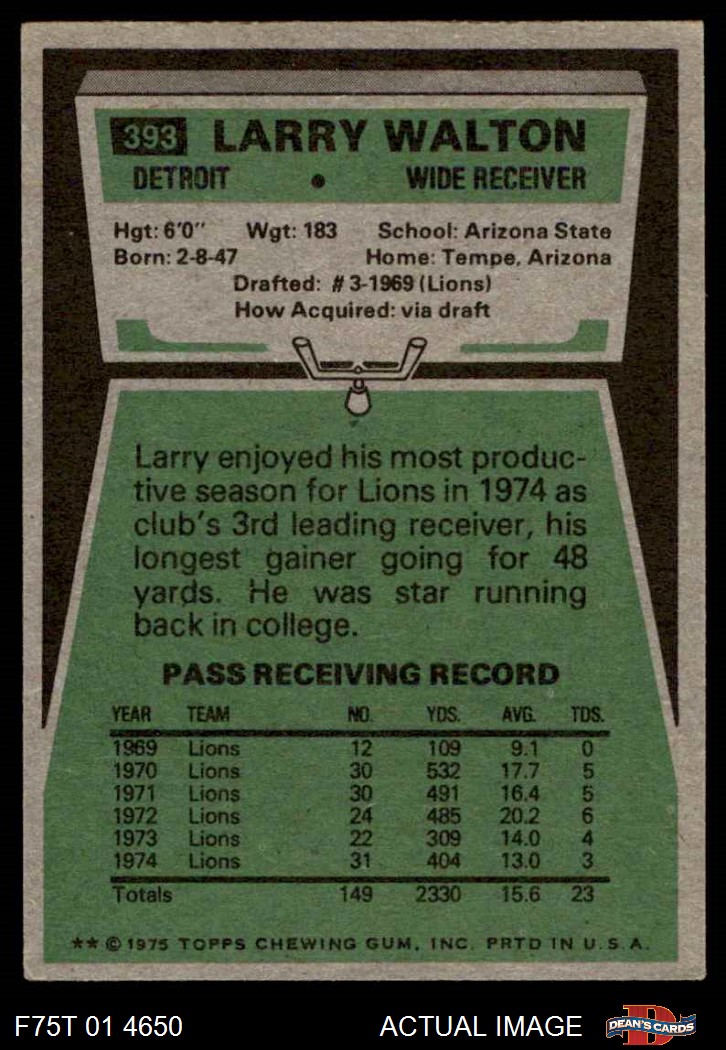 393 LARRY WALTON
DETROIT • WIDE RECEIVER
Hgt: 6'0" Wgt: 183 School: Arizona State
Born: 2-8-47 Home: Tempe, Arizona
Drafted: #3-1969 (Lions)
How Acquired: via draft
Larry enjoyed his most produc-
tive season for Lions in 1974 as
club's 3rd leading receiver, his
longest gainer going for 48
yards. He was star running
back in college.
PASS RECEIVING RECORD
YEAR TEAM NO. YDS. AVG. TDS.
1969 Lions 12 109 9.1 0
1970 Lions 30 532 17.7 5
1971 Lions 30 491 16.4 5
1972 Lions 24 485 20.2 6
1973 Lions 22 309 14.0 4
1974 Lions 31 404 13.0 3
Totals 149 2330 15.6 23
** © 1975 TOPPS CHEWING GUM, INC. PRTD IN U.S.A.
F75T 01 4650 ACTUAL IMAGE D DEAN'S CARDS